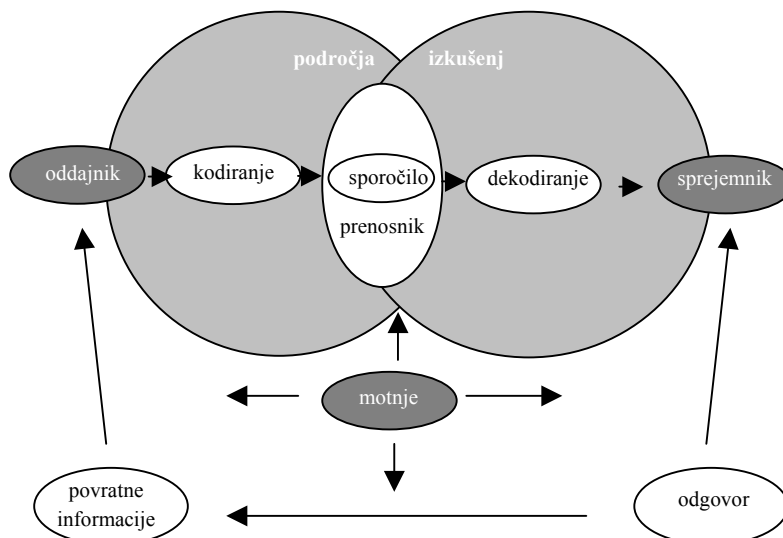 področja izkušenj
oddajnik
kodiranje
sporočilo
prenosnik
dekodiranje
sprejemnik
motnje
povratne
informacije
odgovor